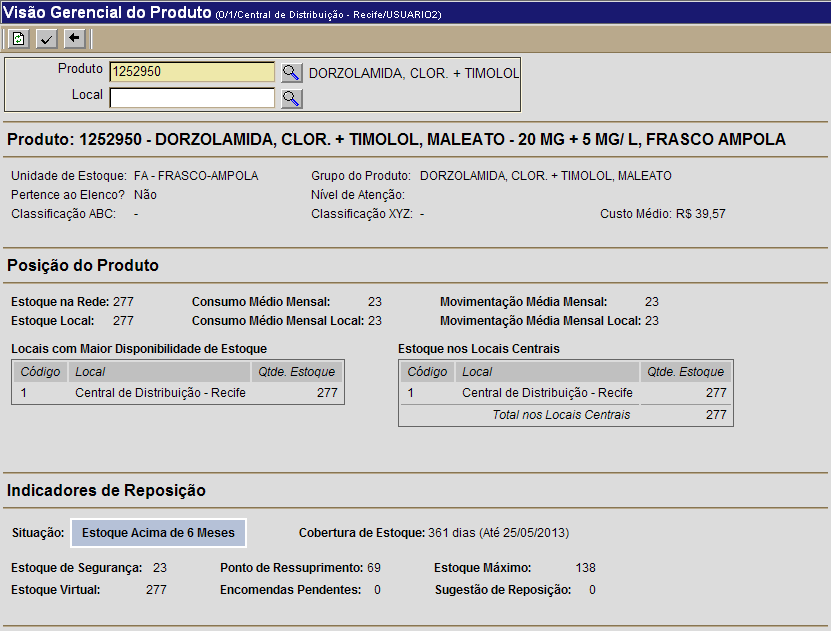 Visão Gerencial do Produto (0/1/Central de Distribuição - Recife/USUARIO2)
Produto 1252950 DORZOLAMIDA, CLOR. + TIMOLOL
Local
Produto: 1252950 - DORZOLAMIDA, CLOR. + TIMOLOL, MALEATO - 20 MG + 5 MG/ L, FRASCO AMPOLA
Unidade de Estoque: FA - FRASCO-AMPOLA Grupo do Produto: DORZOLAMIDA, CLOR. + TIMOLOL, MALEATO
Pertence ao Elenco? Não Nível de Atenção:
Classificação ABC: - Classificação XYZ: - Custo Médio: R$ 39,57
Posição do Produto
Estoque na Rede: 277 Consumo Médio Mensal: 23 Movimentação Média Mensal: 23
Estoque Local: 277 Consumo Médio Mensal Local: 23 Movimentação Média Mensal Local: 23
Locais com Maior Disponibilidade de Estoque Estoque nos Locais Centrais
Código Local Qtde. Estoque Código Local Qtde. Estoque
1 Central de Distribuição - Recife 277 1 Central de Distribuição - Recife 277
Total nos Locais Centrais 277
Indicadores de Reposição
Situação: Estoque Acima de 6 Meses Cobertura de Estoque: 361 dias (Até 25/05/2013)
Estoque de Segurança: 23 Ponto de Ressuprimento: 69 Estoque Máximo: 138
Estoque Virtual: 277 Encomendas Pendentes: 0 Sugestão de Reposição: 0